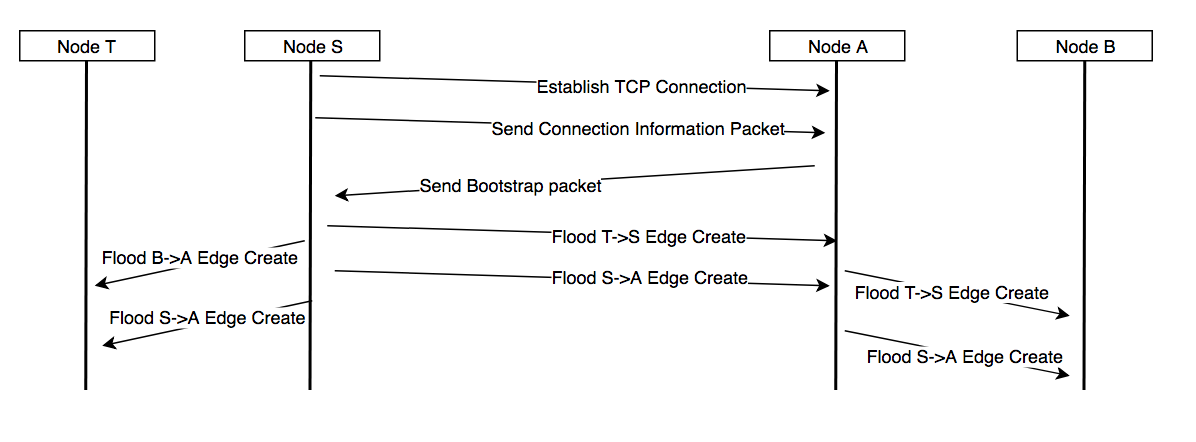 Node T
Node S
Node A
Node B
Establish TCP Connection
Send Connection Information Packet
Send Bootstrap packet
Flood T->S Edge Create
Flood B->A Edge Create
Flood S->A Edge Create
Flood T->S Edge Create
Flood S->A Edge Create
Flood S->A Edge Create